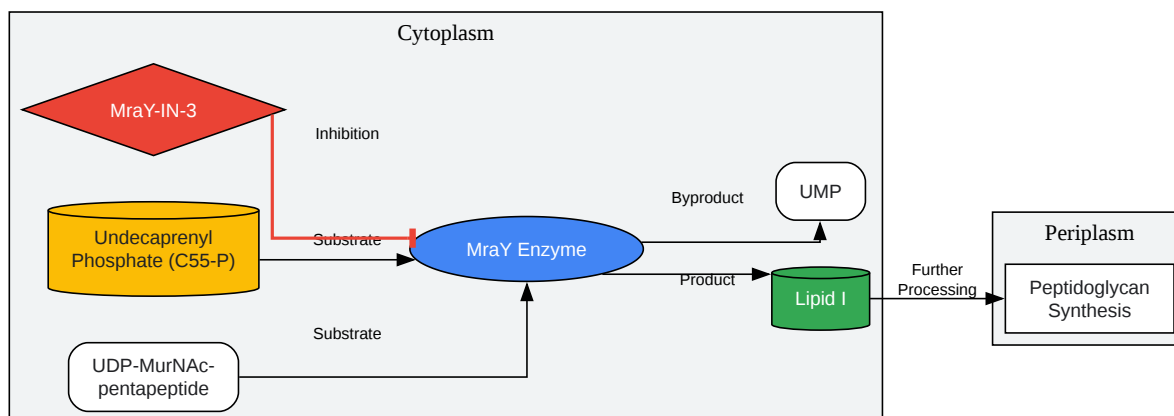 Cytoplasm
MraY-IN-3
Inhibition
UMP
Byproduct
Undecaprenyl
Phosphate (C55-P)
Substrate
MraY Enzyme
Periplasm
Product
Lipid I
Further
Processing
Peptidoglycan
Synthesis
Substrate
UDP-MurNAc-
pentapeptide